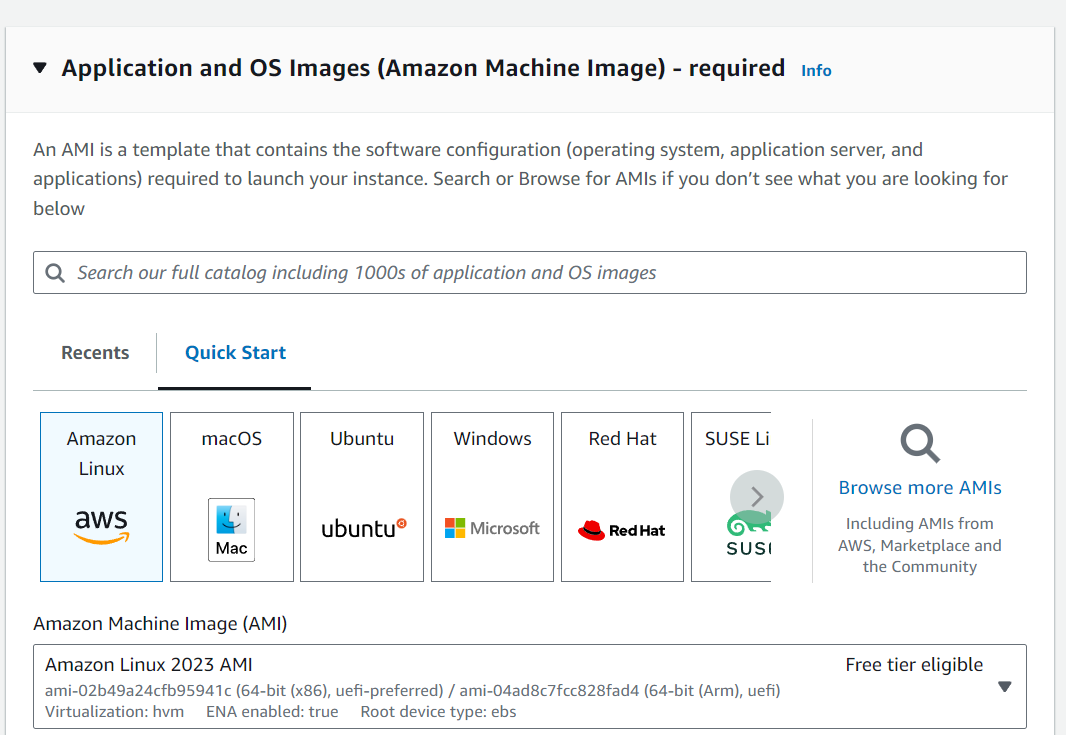 Application and OS Images (Amazon Machine Image) - required Info
An AMI is a template that contains the software configuration (operating system, application server, and
applications) required to launch your instance. Search or Browse for AMIs if you don’t see what you are looking for
below
Search our full catalog including 1000s of application and OS images
Recents
Quick Start
Amazon
Linux
aws
macOS
Mac
Ubuntu
ubuntu
Windows
Microsoft
Red Hat
Red Hat
SUSE Li
SUS
Browse more AMIs
Including AMIs from
AWS, Marketplace and
the Community
Amazon Machine Image (AMI)
Amazon Linux 2023 AMI
Free tier eligible
ami-02b49a24cfb95941c (64-bit (x86), uefi-preferred) / ami-04ad8c7fcc828fad4 (64-bit (Arm), uefi)
Virtualization: hvm ENA enabled: true Root device type: ebs